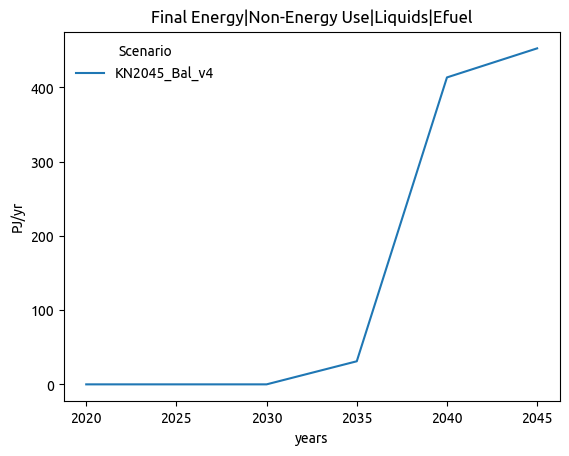 Final Energy|Non-Energy Use|Liquids|Efuel
Scenario
KN2045_Bal_v4
400
300
200
100
0
PJ/yr
2020 2025 2030 2035 2040 2045
years